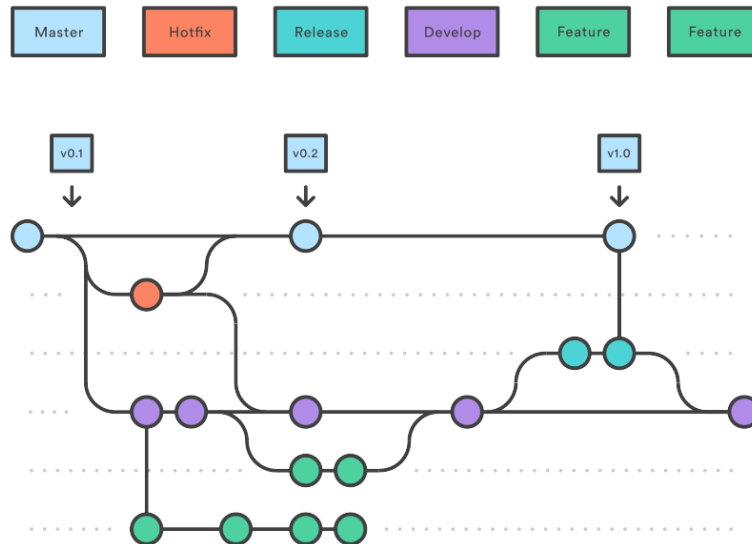 Master
Hotfix
Release
Develop
Feature
Feature
v0.1
v0.2
v1.0